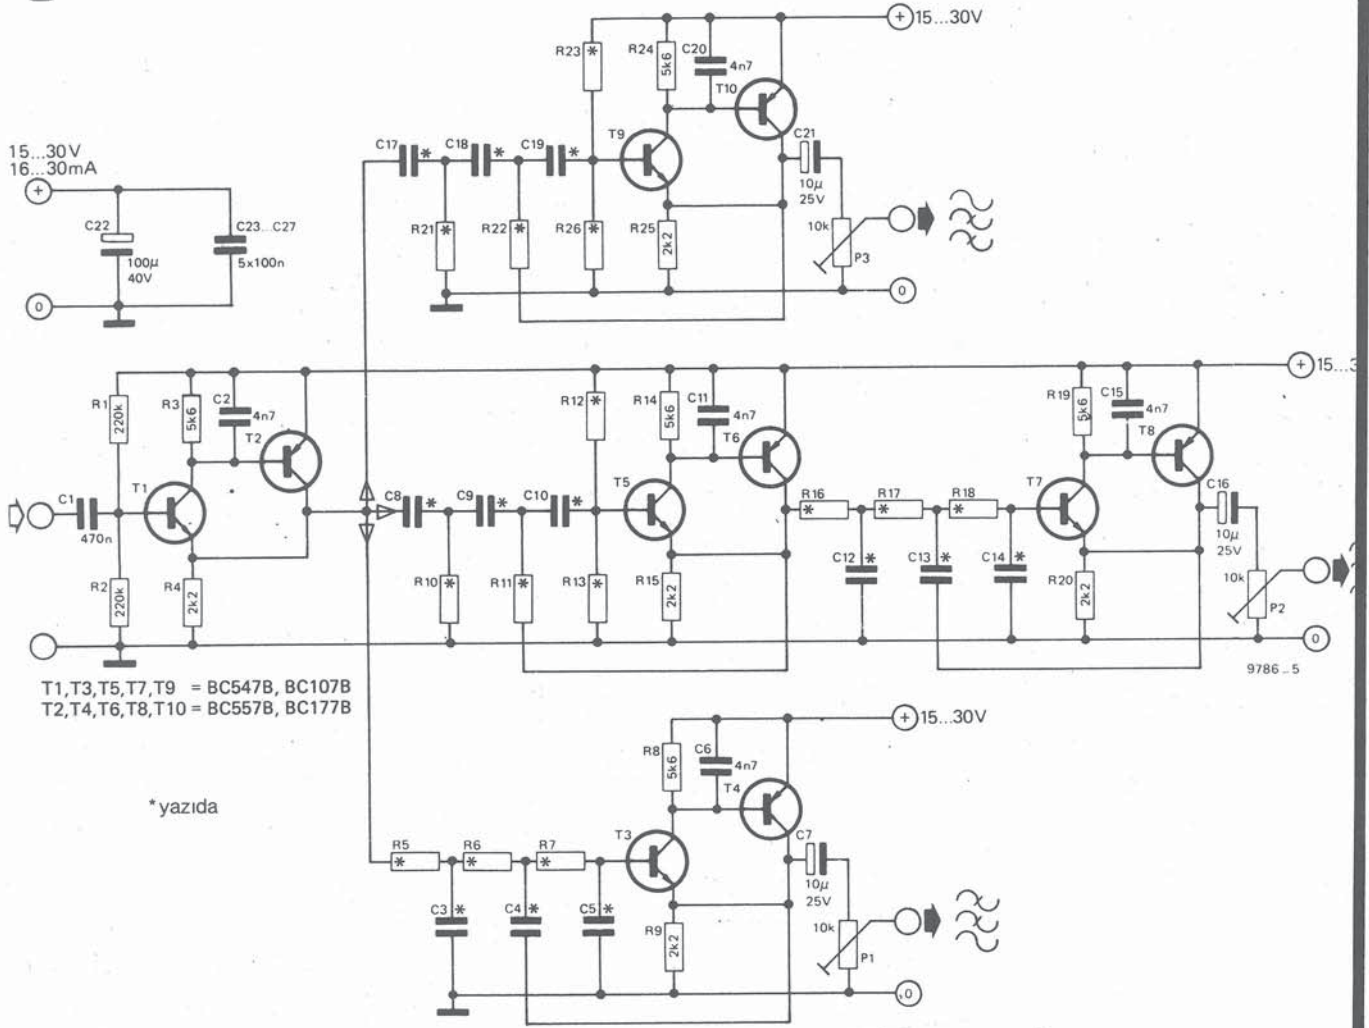 15...30V
R23
*
R24
5k6
C20
4n7
T10
15...30V
16...30mA
+
C22
100µ
40V
C23...C27
5x100n
0
C17
*
C18
*
C19
*
T9
C21
10µ
25V
R21
*
R22
*
R26
*
R25
2k2
10k
P3
0
+
+
R1
220k
R3
5k6
C2
4n7
T2
R12
*
R14
5k6
C11
4n7
T6
R19
5k6
C15
4n7
T8
+
C1
470n
T1
C8
*
C9
*
C10
*
T5
R16
*
R17
*
R18
*
T7
C16
10µ
25V
R2
220k
R4
2k2
R10
*
R11
*
R13
*
R15
2k2
C12
*
C13
*
C14
*
R20
2k2
10k
P2
0
9786_5
T1,T3,T5,T7,T9 = BC547B, BC107B
T2,T4,T6,T8,T10 = BC557B, BC177B
+
15...30V
R8
5k6
C6
4n7
T4
* yazıda
R5
*
R6
*
R7
*
T3
C7
10µ
25V
C3
*
C4
*
C5
*
R9
2k2
10k
P1
0